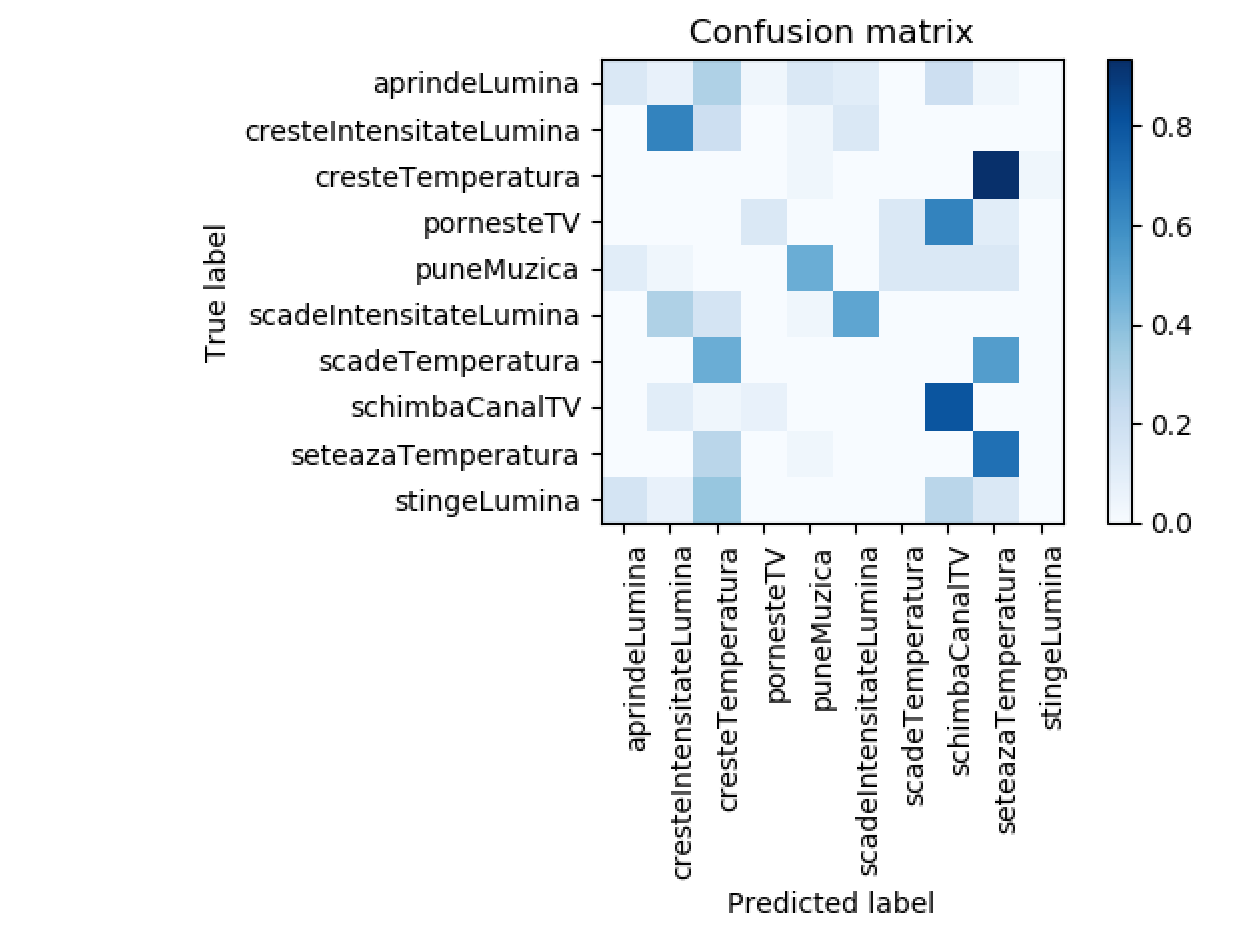 Confusion matrix
aprindeLumina
cresteIntensitateLumina
cresteTemperatura
pornesteTV
puneMuzica
scadeIntensitateLumina
scadeTemperatura
schimbaCanalTV
seteazaTemperatura
stingeLumina
True label
0.8
0.6
0.4
0.2
0.0
aprindeLumina
cresteIntensitateLumina
cresteTemperatura
pornesteTV
puneMuzica
scadeIntensitateLumina
scadeTemperatura
schimbaCanalTV
seteazaTemperatura
stingeLumina
Predicted label